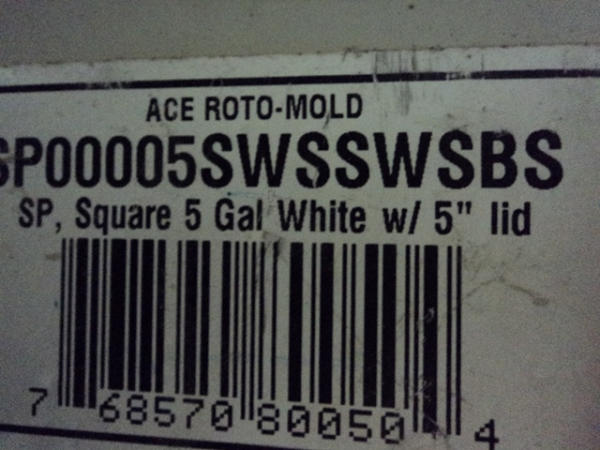 ACE ROTO-MOLD
SP00005SWSSWSBS
SP, Square 5 Gal White w/ 5" lid
7 68570 80050 4